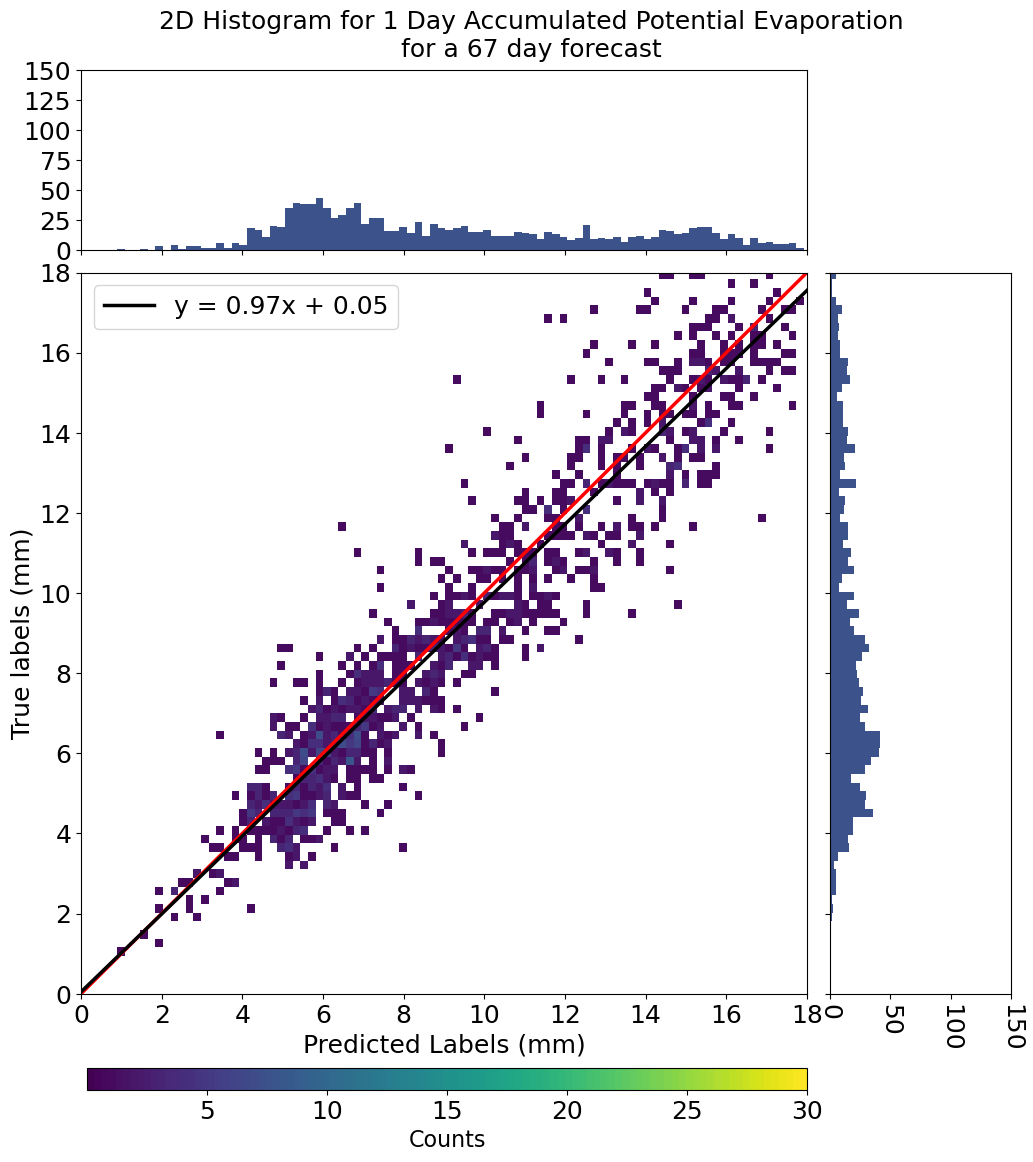 2D Histogram for 1 Day Accumulated Potential Evaporation
for a 67 day forecast
150
125
100
75
50
25
0
18
16
14
12
10
8
6
4
2
0
True labels (mm)
y = 0.97x + 0.05
0 2 4 6 8 10 12 14 16 18
Predicted Labels (mm)
0 50 100 150
5 10 15 20 25 30
Counts